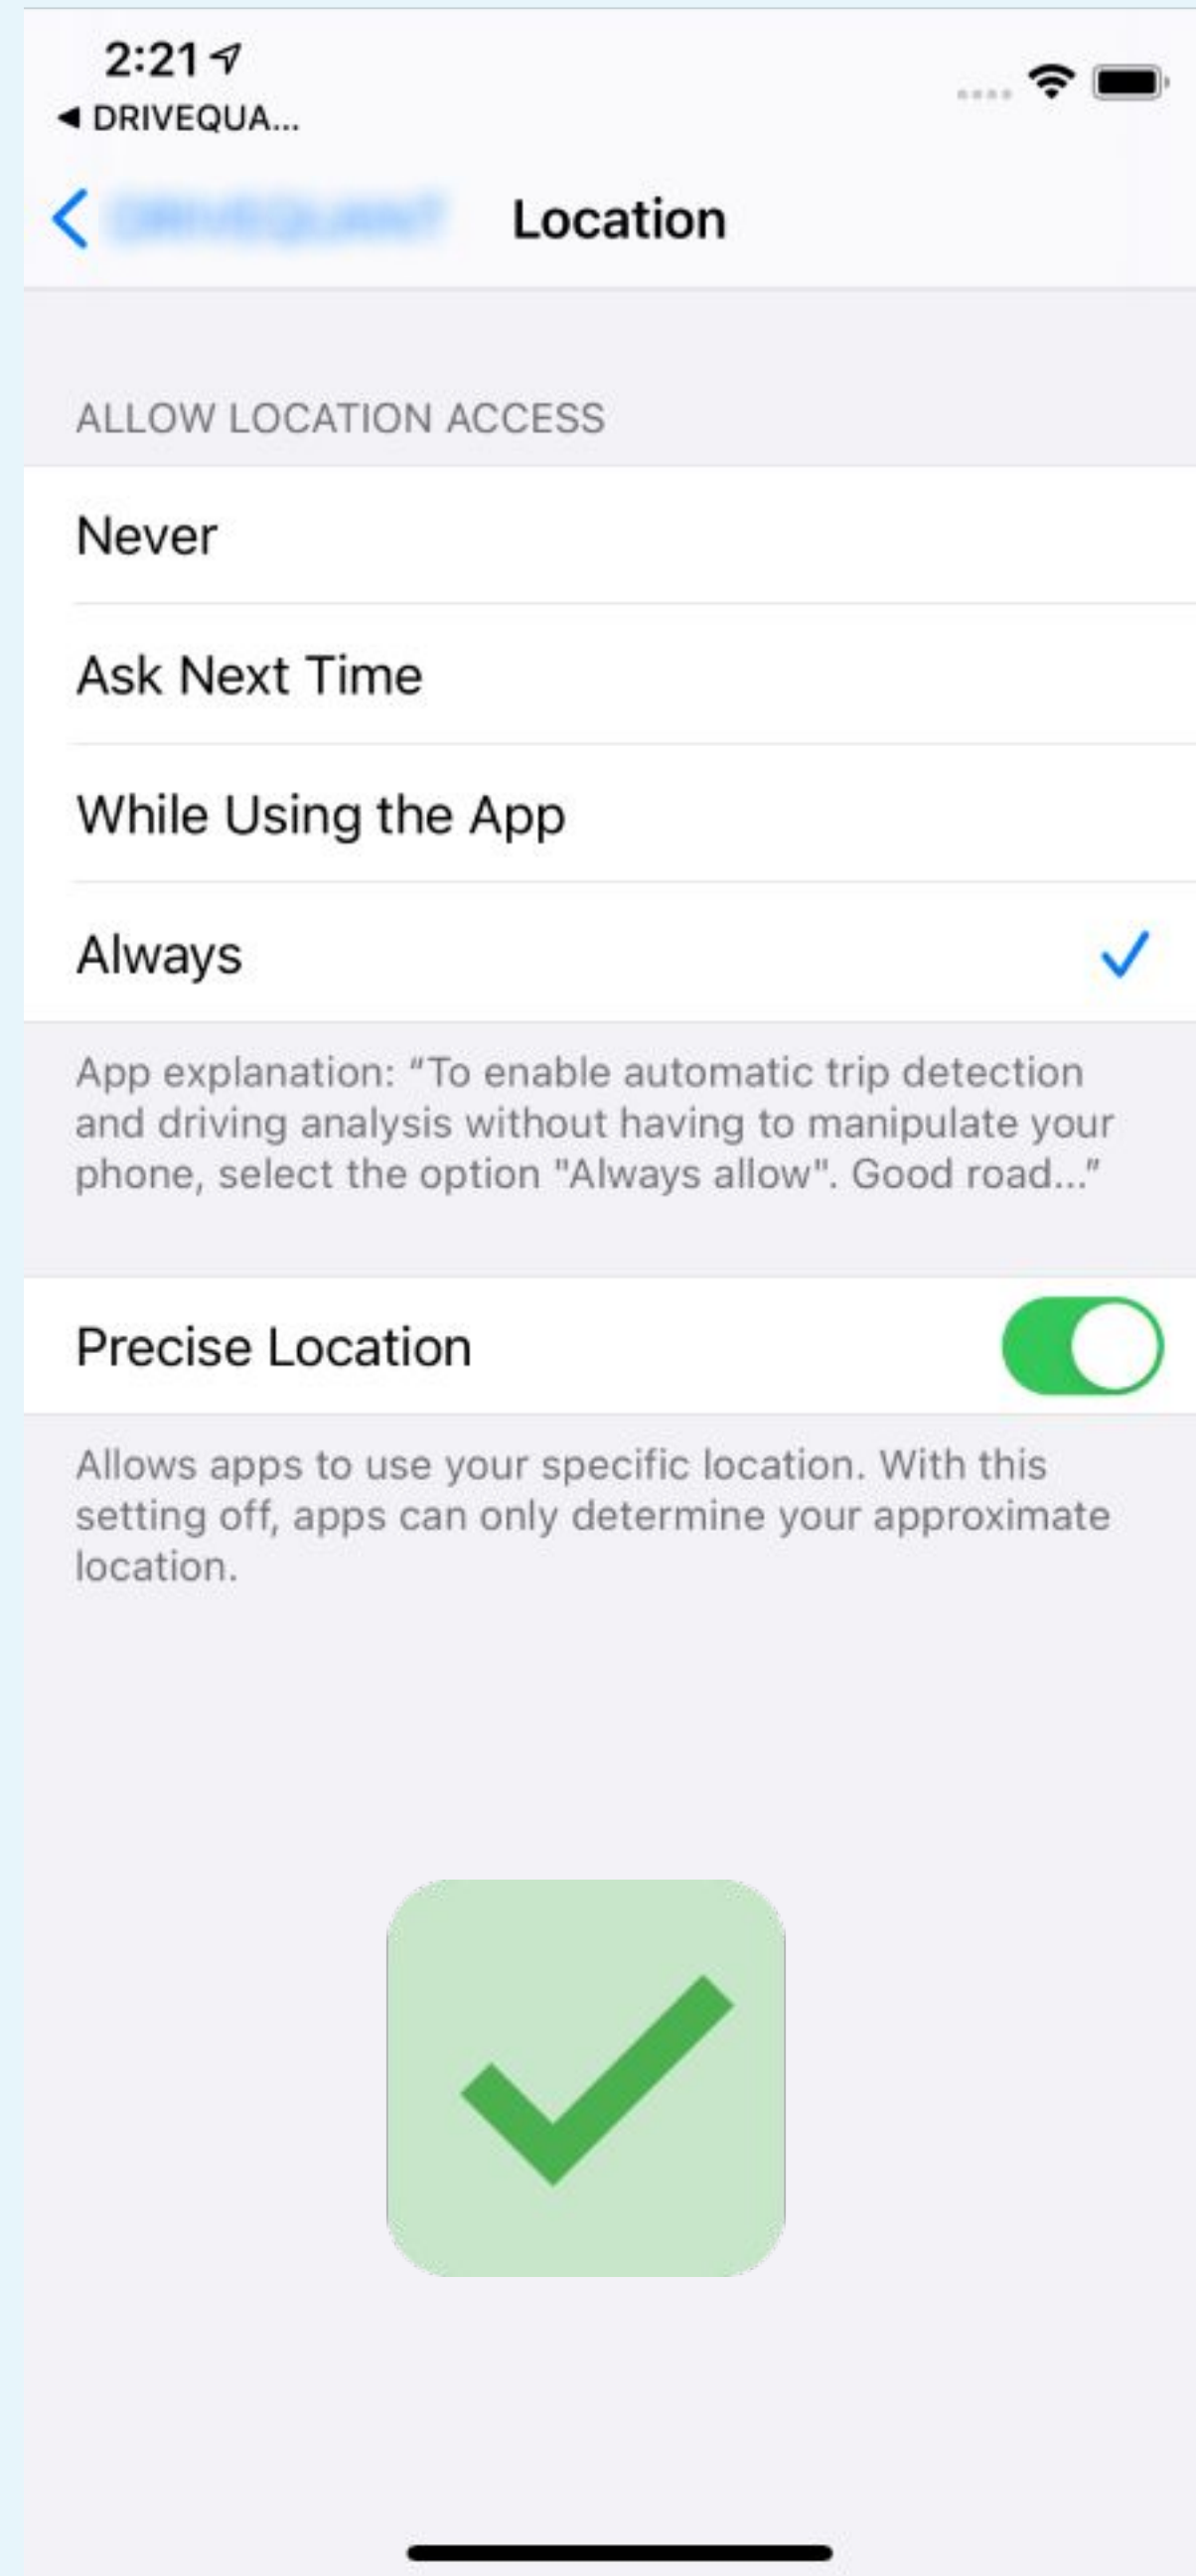 2:21
◀ DRIVEQUA...
Location
ALLOW LOCATION ACCESS
Never
Ask Next Time
While Using the App
Always
App explanation: “To enable automatic trip detection
and driving analysis without having to manipulate your
phone, select the option "Always allow". Good road...”
Precise Location
Allows apps to use your specific location. With this
setting off, apps can only determine your approximate
location.